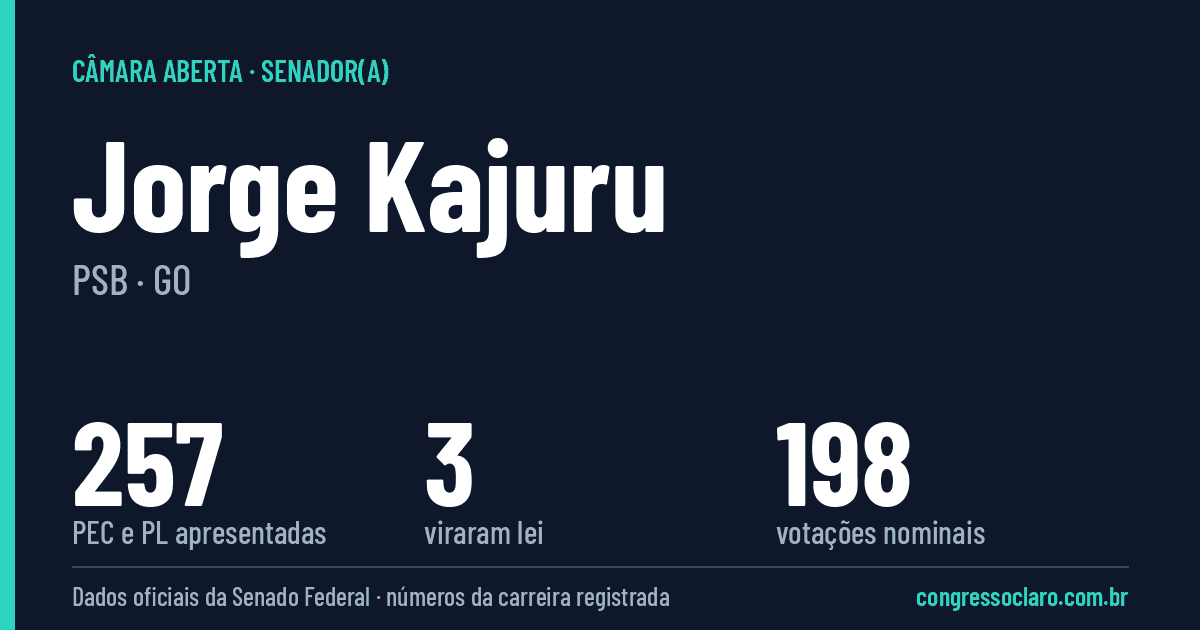 CÂMARA ABERTA · SENADOR(A)
Jorge Kajuru
PSB · GO
257 3 198
PEC e PL apresentadas viraram lei votações nominais
Dados oficiais da Senado Federal · números da carreira registrada congressoclaro.com.br